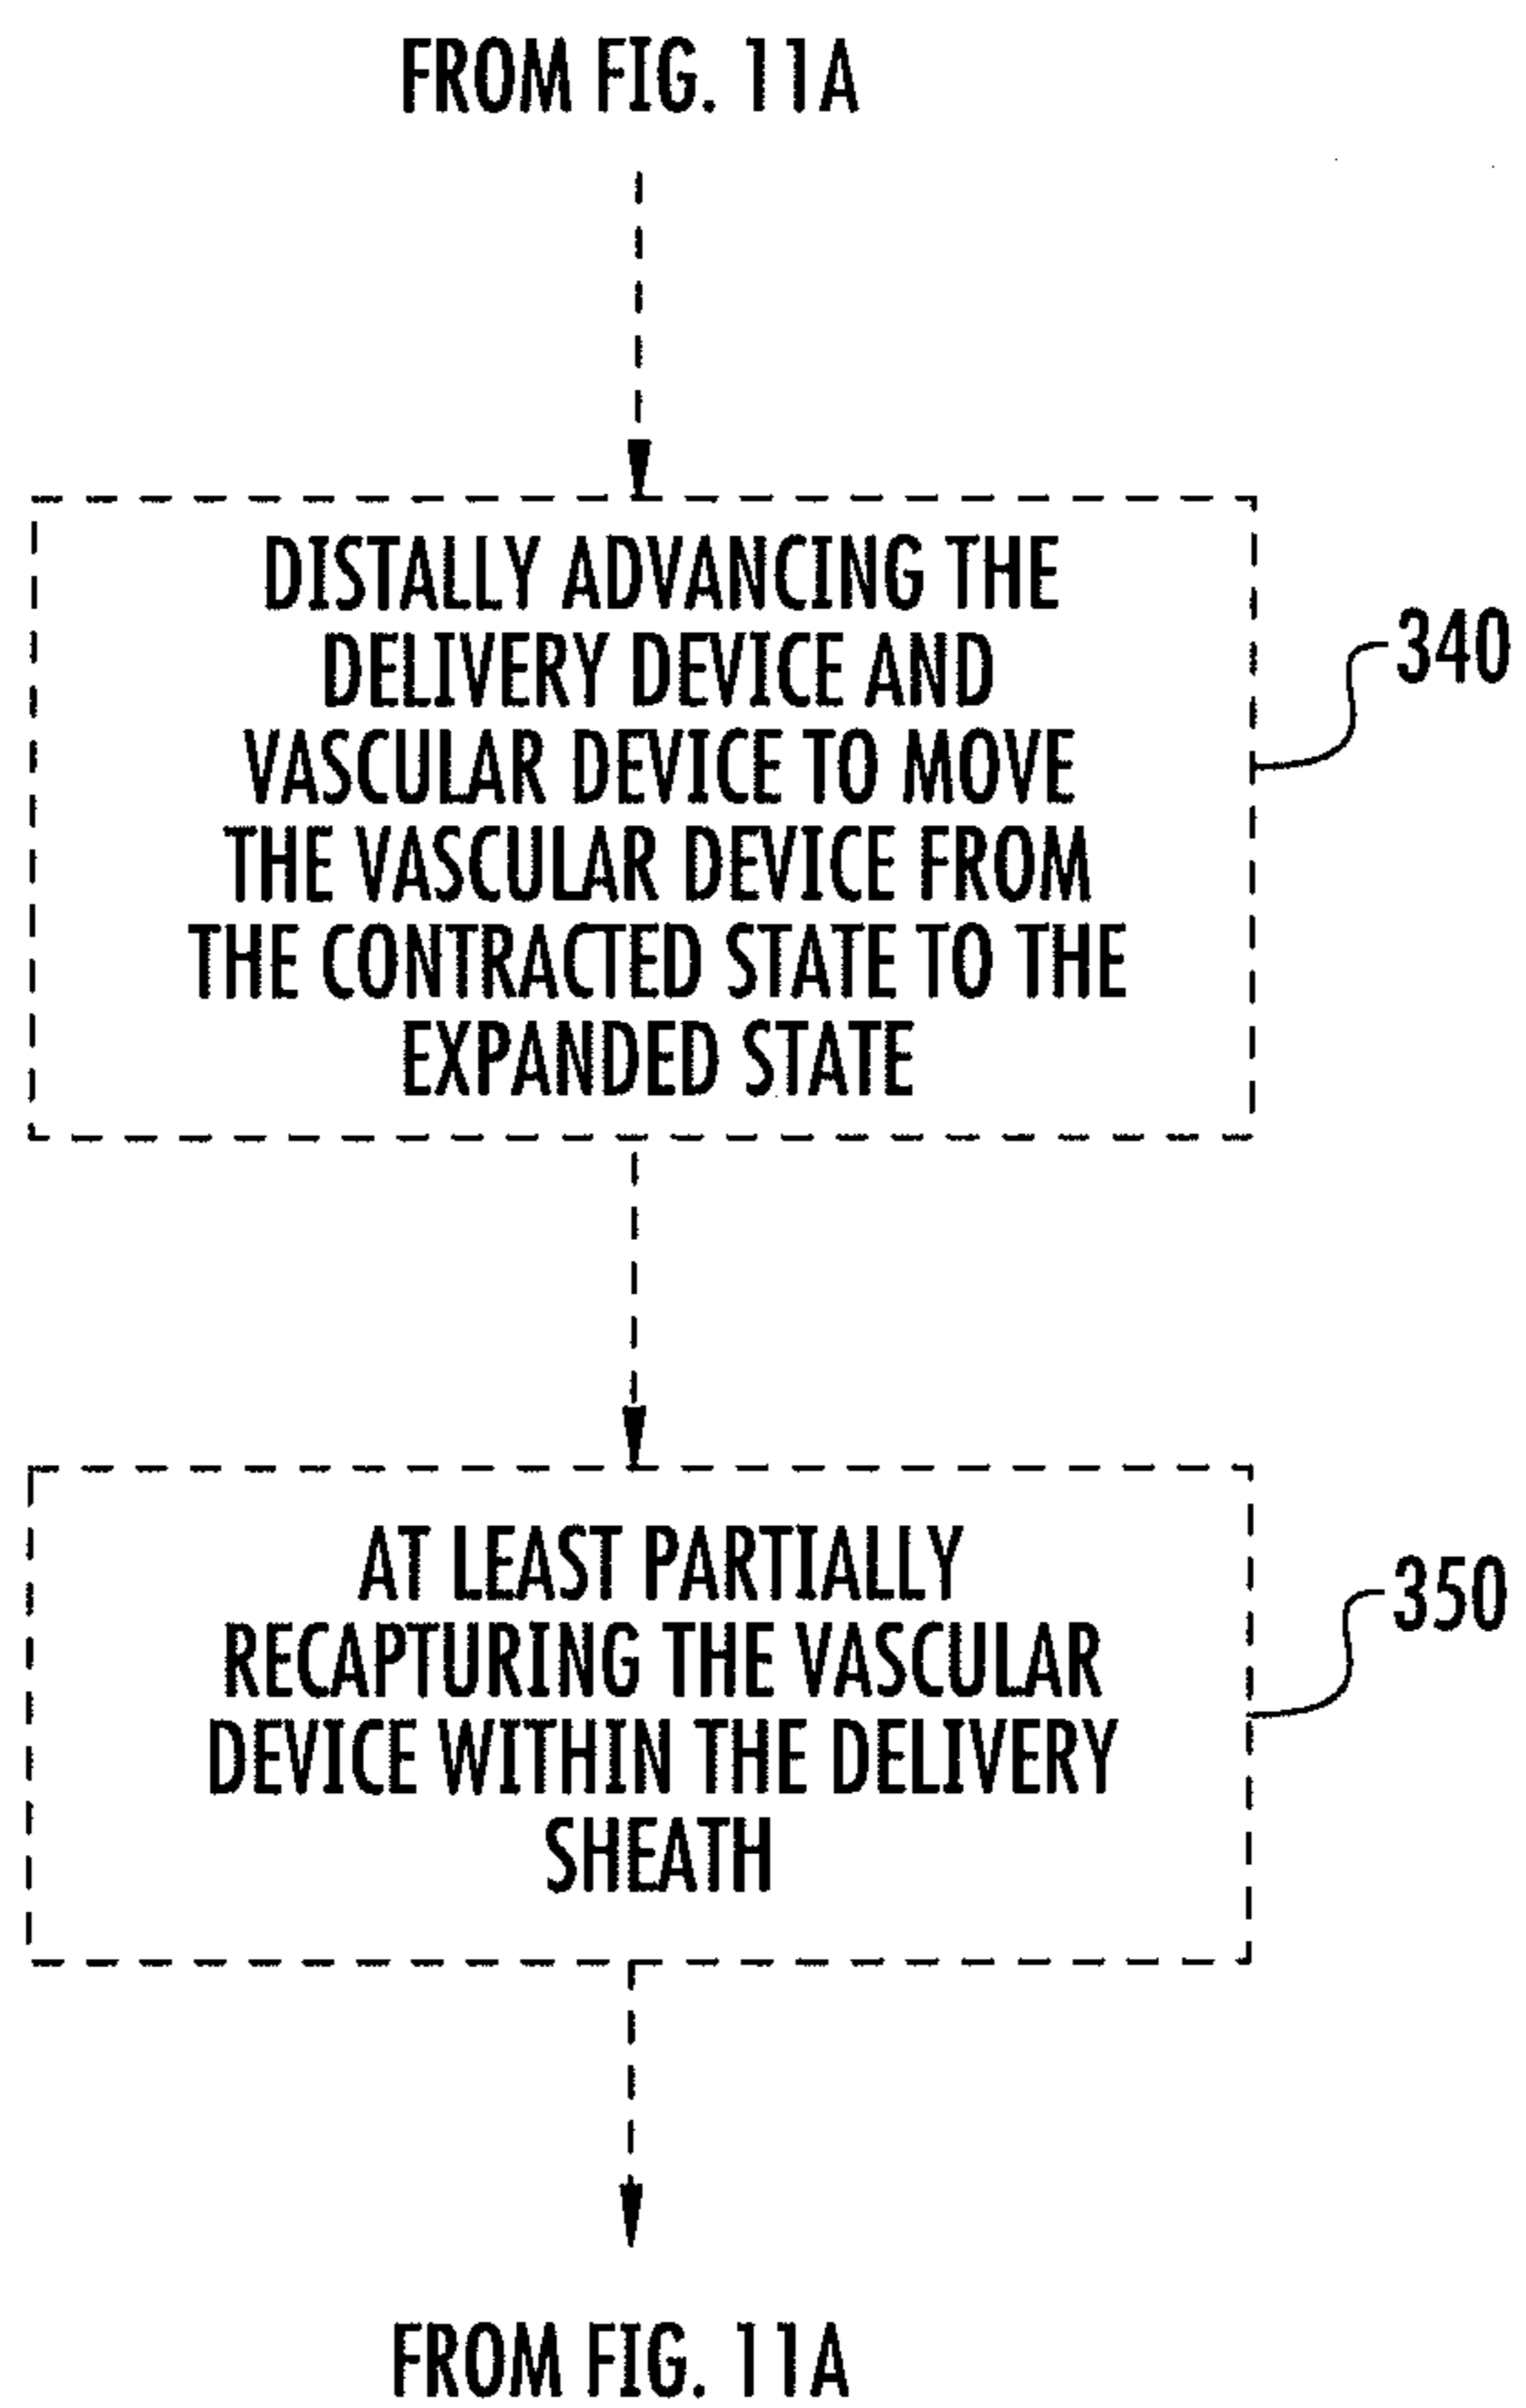 FROM FIG. 11A
DISTALLY ADVANCING THE
DELIVERY DEVICE AND
VASCULAR DEVICE TO MOVE
THE VASCULAR DEVICE FROM
THE CONTRACTED STATE TO THE
EXPANDED STATE
340
AT LEAST PARTIALLY
RECAPTURING THE VASCULAR
DEVICE WITHIN THE DELIVERY
SHEATH
350
FROM FIG. 11A